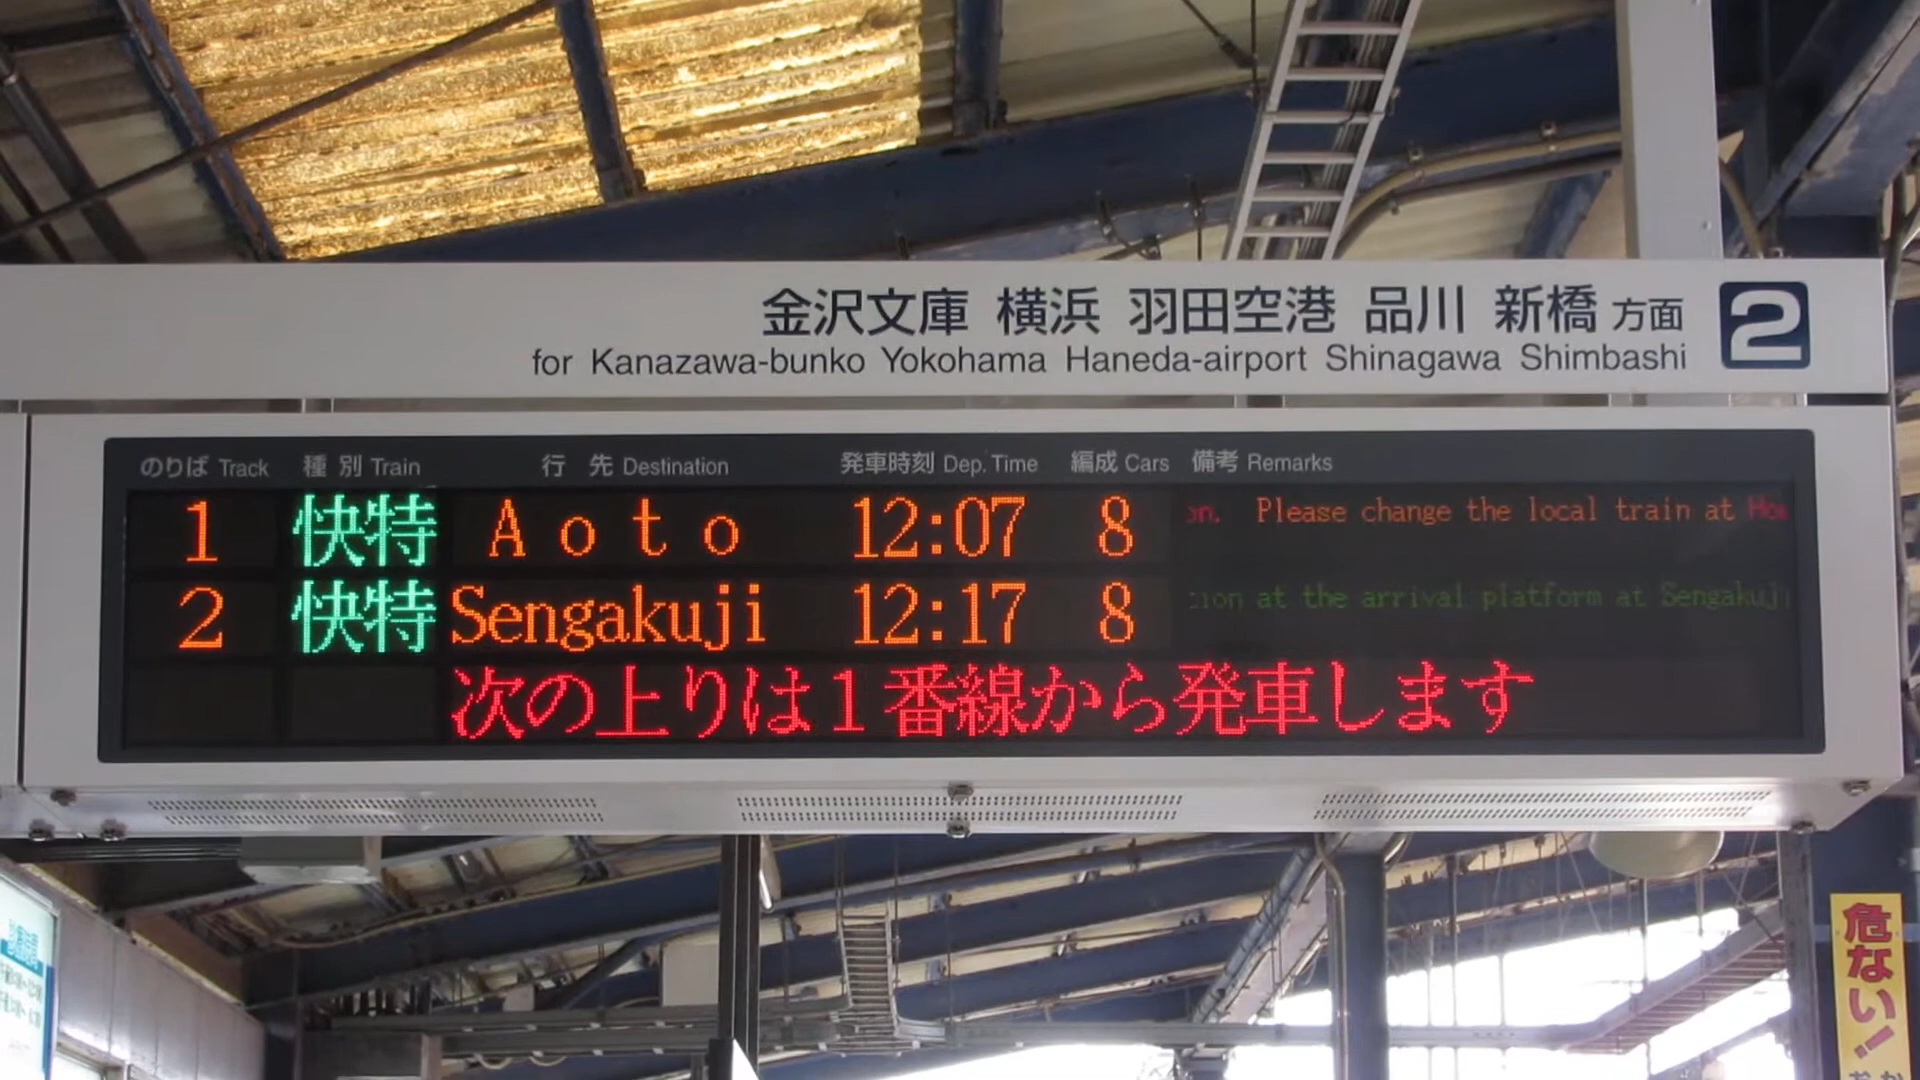 金沢文庫 横浜 羽田空港 品川 新橋 方面 2
for Kanazawa-bunko Yokohama Haneda-airport Shinagawa Shimbashi
のりば Track 種別 Train 行先 Destination 発車時刻 Dep. Time 編成 Cars 備考 Remarks
1 快特 Aoto 12:07 8 on. Please change the local train at
2 快特 Sengakuji 12:17 8 at the arrival platform at Sengakuji
次の上りは1番線から発車します
危ない!